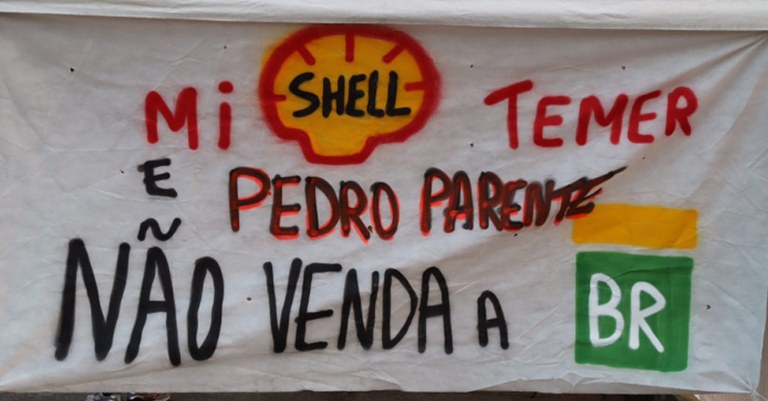 Mi SHELL TEMER
E PEDRO PARENTE
NÃO VENDA A BR